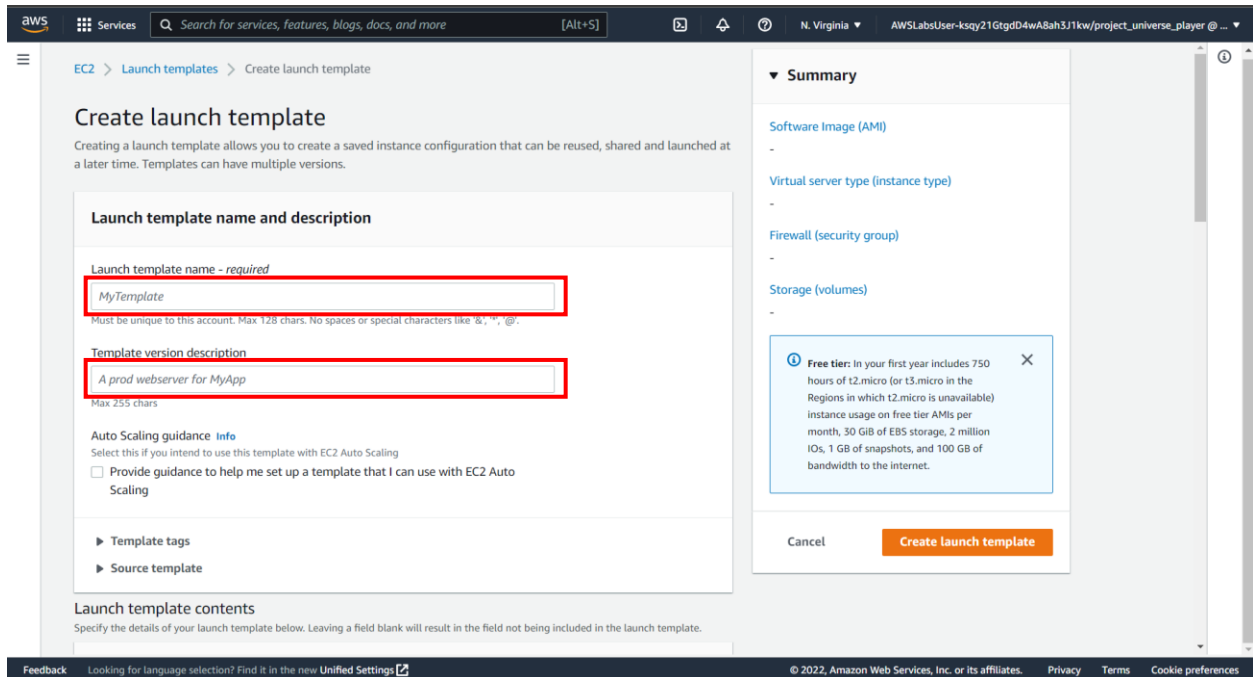 aws
Services
Search for services, features, blogs, docs, and more
[Alt+S]
N. Virginia ▼
AWSLabsUser-ksqy21GtgdD4wA8ah3J1kw/project_universe_player @ ... ▼
EC2 > Launch templates > Create launch template
Create launch template
Creating a launch template allows you to create a saved instance configuration that can be reused, shared and launched at
a later time. Templates can have multiple versions.
Launch template name and description
Launch template name - required
MyTemplate
Must be unique to this account. Max 128 chars. No spaces or special characters like '&', '*', '@'.
Template version description
A prod webserver for MyApp
Max 255 chars
Auto Scaling guidance Info
Select this if you intend to use this template with EC2 Auto Scaling
Provide guidance to help me set up a template that I can use with EC2 Auto
Scaling
Template tags
Source template
Launch template contents
Specify the details of your launch template below. Leaving a field blank will result in the field not being included in the launch template.
Summary
Software Image (AMI)
-
Virtual server type (instance type)
-
Firewall (security group)
-
Storage (volumes)
-
Free tier: In your first year includes 750
hours of t2.micro (or t3.micro in the
Regions in which t2.micro is unavailable)
instance usage on free tier AMIs per
month, 30 GiB of EBS storage, 2 million
IOs, 1 GB of snapshots, and 100 GB of
bandwidth to the internet.
Cancel
Create launch template
Feedback
Looking for language selection? Find it in the new Unified Settings
© 2022, Amazon Web Services, Inc. or its affiliates.
Privacy
Terms
Cookie preferences